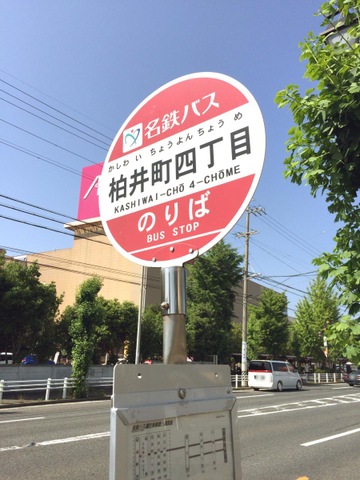 名鉄バス
かしわ い ちょうよんちょう め
柏井町四丁目
KASHIWAI-CHŌ 4-CHŌME
のりば
BUS STOP